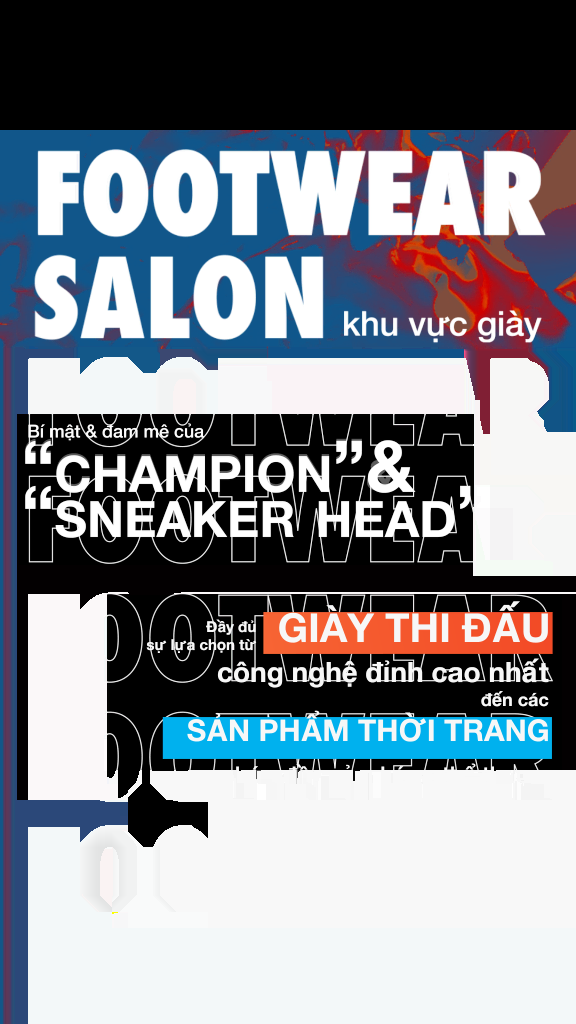 FOOTWEAR
SALON khu vực giày
Bí mật & đam mê của
“CHAMPION”&
“SNEAKER HEAD”
Đầy đủ
sự lựa chọn từ GIÀY THI ĐẤU
công nghệ đỉnh cao nhất
đến các
SẢN PHẨM THỜI TRANG